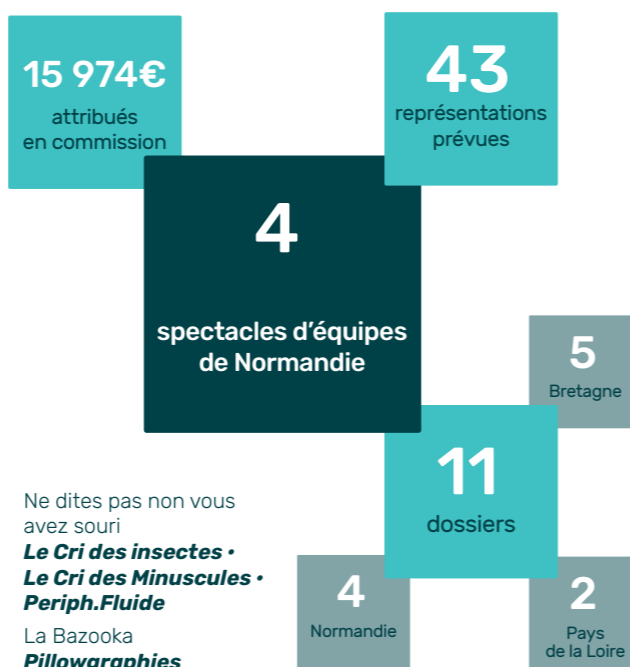 15 974€
attribués
en commission
43
représentations
prévues
4
spectacles d’équipes
de Normandie
5
Bretagne
11
dossiers
4
Normandie
2
Pays
de la Loire
Ne dites pas non vous
avez souri
Le Cri des insectes •
Le Cri des Minuscules •
Periph.Fluide
La Bazooka
Pillowgraphies